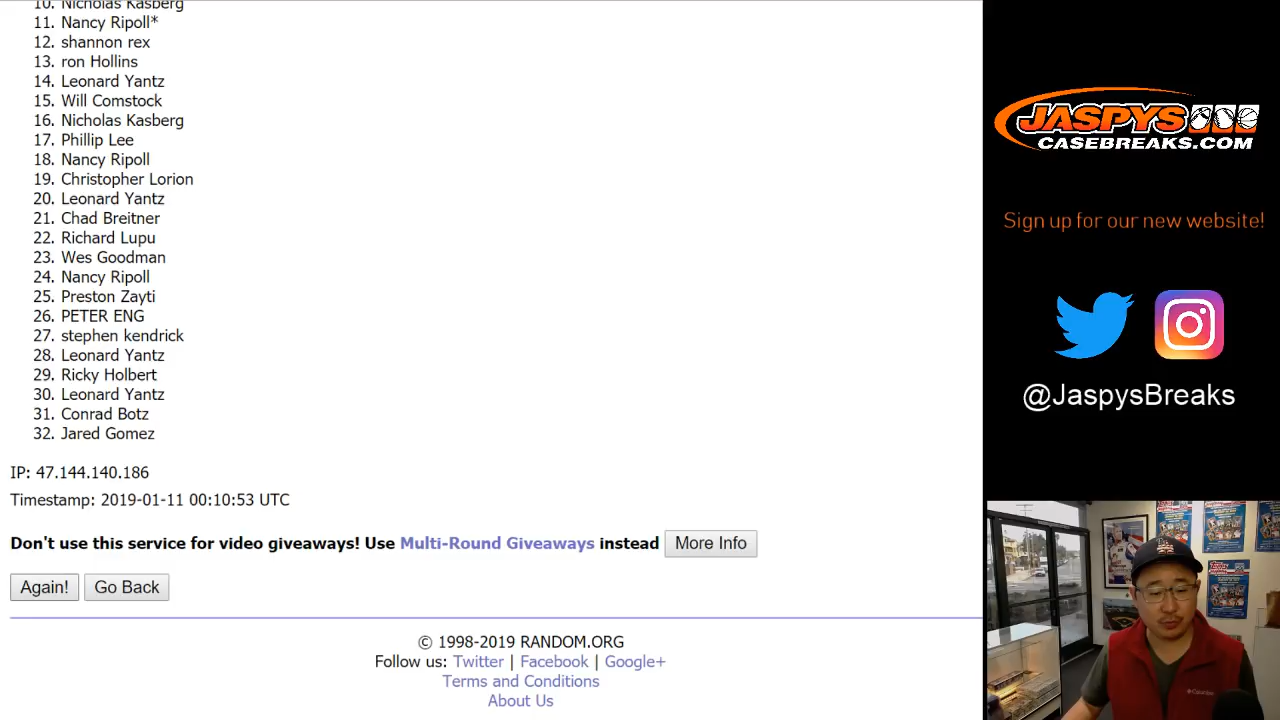 10. Nicholas Kasberg
11. Nancy Ripoll*
12. shannon rex
13. ron Hollins
14. Leonard Yantz
15. Will Comstock
16. Nicholas Kasberg
17. Phillip Lee
18. Nancy Ripoll
19. Christopher Lorion
20. Leonard Yantz
21. Chad Breitner
22. Richard Lupu
23. Wes Goodman
24. Nancy Ripoll
25. Preston Zayti
26. PETER ENG
27. stephen kendrick
28. Leonard Yantz
29. Ricky Holbert
30. Leonard Yantz
31. Conrad Botz
32. Jared Gomez
IP: 47.144.140.186
Timestamp: 2019-01-11 00:10:53 UTC
Don't use this service for video giveaways! Use Multi-Round Giveaways instead More Info
Again! Go Back
© 1998-2019 RANDOM.ORG
Follow us: Twitter | Facebook | Google+
Terms and Conditions
About Us
JASPYS
CASEBREAKS.COM
Sign up for our new website!
@JaspysBreaks
Columbia